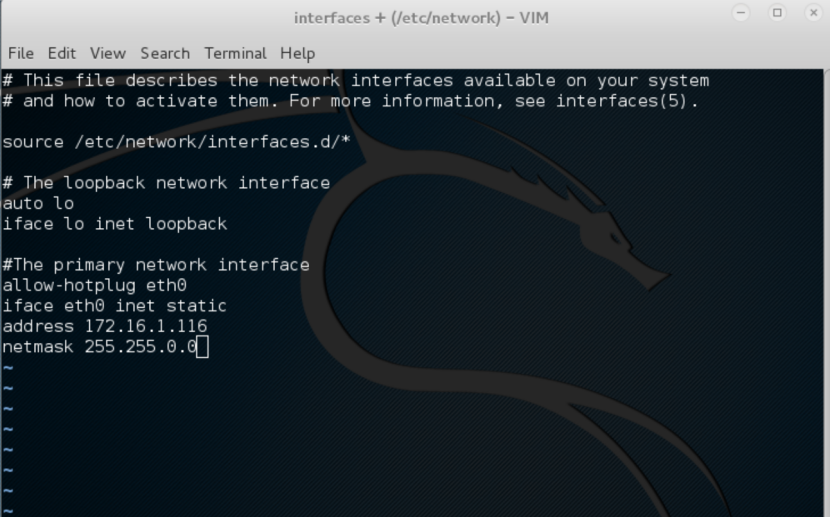 interfaces + (/etc/network) – VIM
File Edit View Search Terminal Help
# This file describes the network interfaces available on your system
# and how to activate them. For more information, see interfaces(5).
source /etc/network/interfaces.d/*
# The loopback network interface
auto lo
iface lo inet loopback
#The primary network interface
allow-hotplug eth0
iface eth0 inet static
address 172.16.1.116
netmask 255.255.0.0
~
~
~
~
~
~
~
~